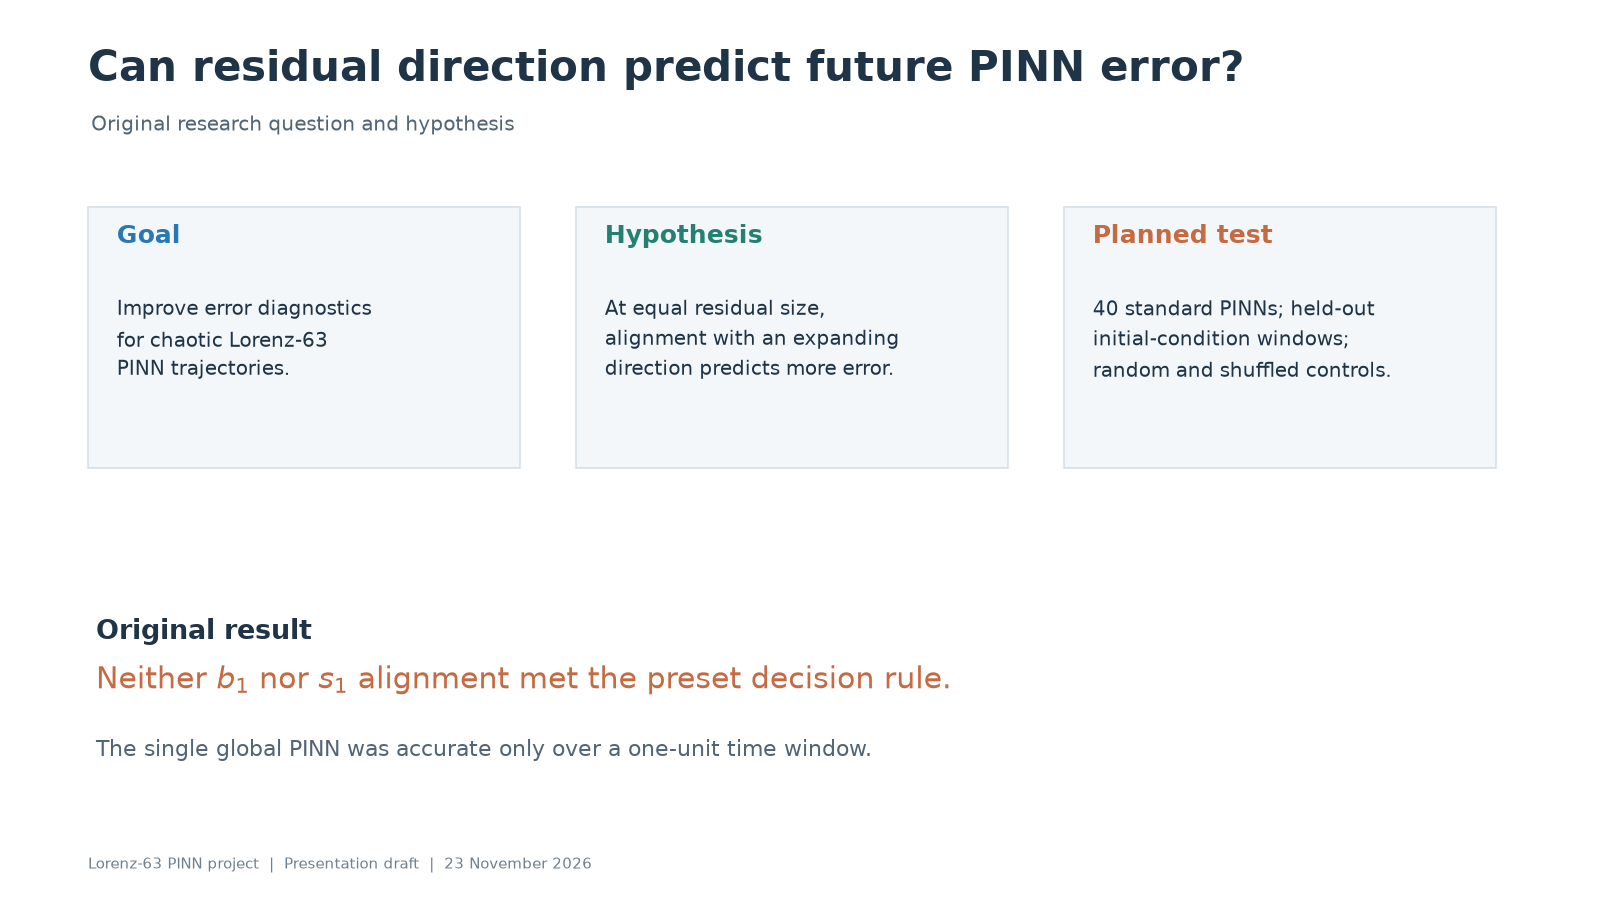 Can residual direction predict future PINN error?
Original research question and hypothesis
Goal
Improve error diagnostics
for chaotic Lorenz-63
PINN trajectories.
Hypothesis
At equal residual size,
alignment with an expanding
direction predicts more error.
Planned test
40 standard PINNs; held-out
initial-condition windows;
random and shuffled controls.
Original result
Neither b₁ nor s₁ alignment met the preset decision rule.
The single global PINN was accurate only over a one-unit time window.
Lorenz-63 PINN project | Presentation draft | 23 November 2026